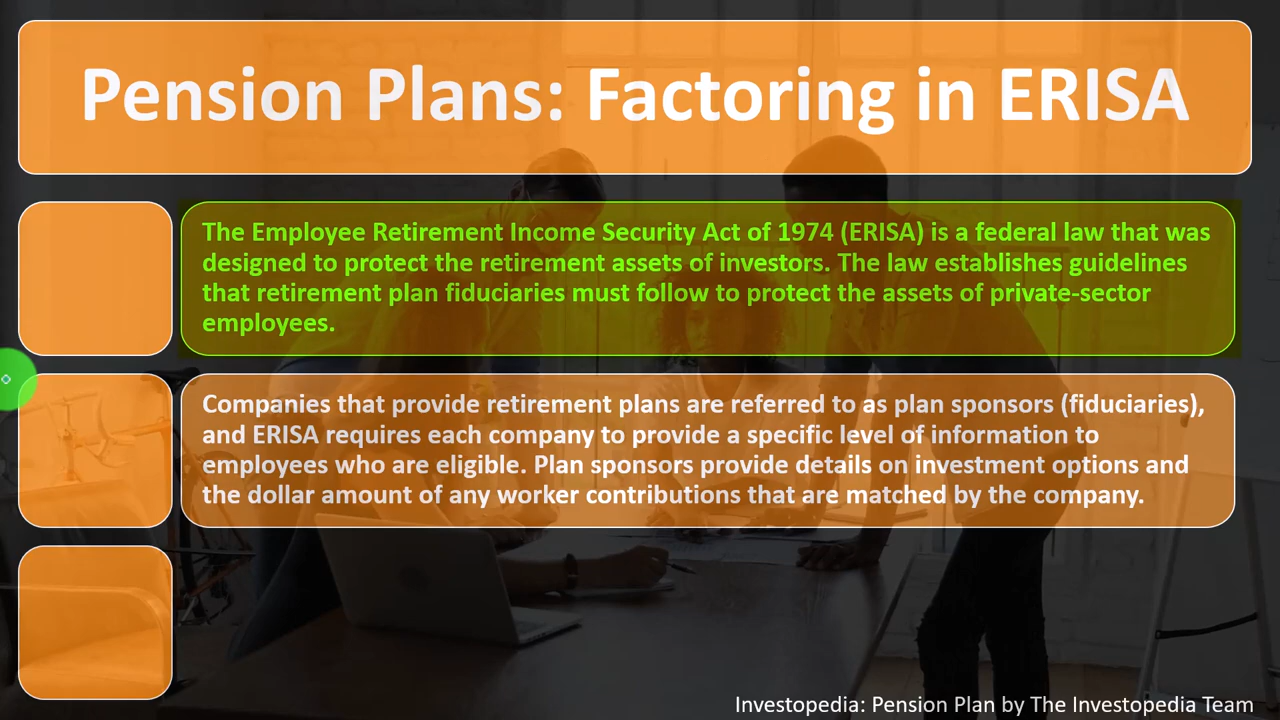 Pension Plans: Factoring in ERISA
The Employee Retirement Income Security Act of 1974 (ERISA) is a federal law that was
designed to protect the retirement assets of investors. The law establishes guidelines
that retirement plan fiduciaries must follow to protect the assets of private-sector
employees.
Companies that provide retirement plans are referred to as plan sponsors (fiduciaries),
and ERISA requires each company to provide a specific level of information to
employees who are eligible. Plan sponsors provide details on investment options and
the dollar amount of any worker contributions that are matched by the company.
Investopedia: Pension Plan by The Investopedia Team